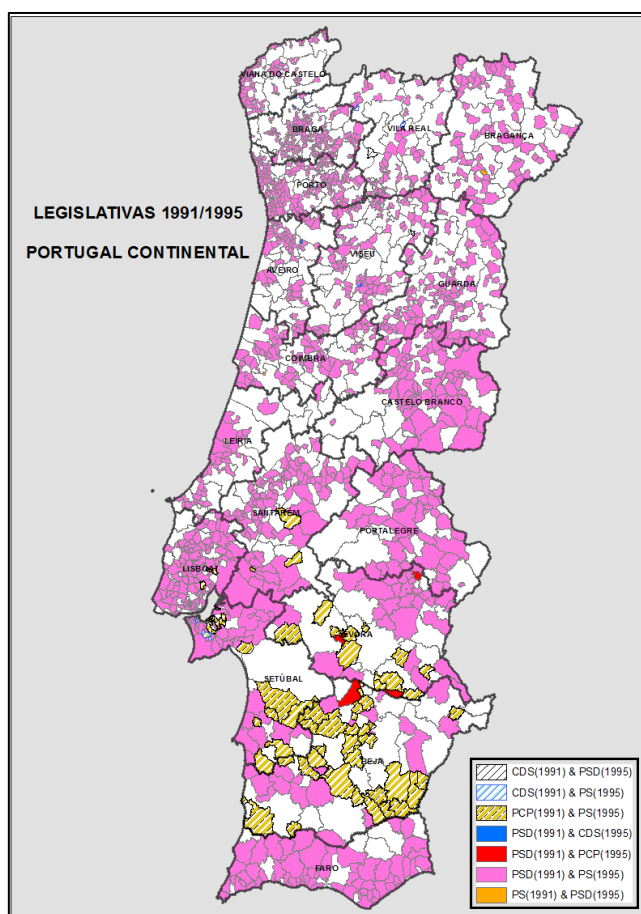 VIANA DO CASTELO
BRAGA
VILA REAL
BRAGANÇA
PORTO
LEGISLATIVAS 1991/1995
PORTUGAL CONTINENTAL
VISEU
AVEIRO
GUARDA
COIMBRA
CASTELO BRANCO
LEIRIA
SANTARÉM
PORTALEGRE
LISBOA
ÉVORA
SETÚBAL
BEJA
FARO
CDS(1991) & PSD(1995)
CDS(1991) & PS(1995)
PCP(1991) & PS(1995)
PSD(1991) & CDS(1995)
PSD(1991) & PCP(1995)
PSD(1991) & PS(1995)
PS(1991) & PSD(1995)